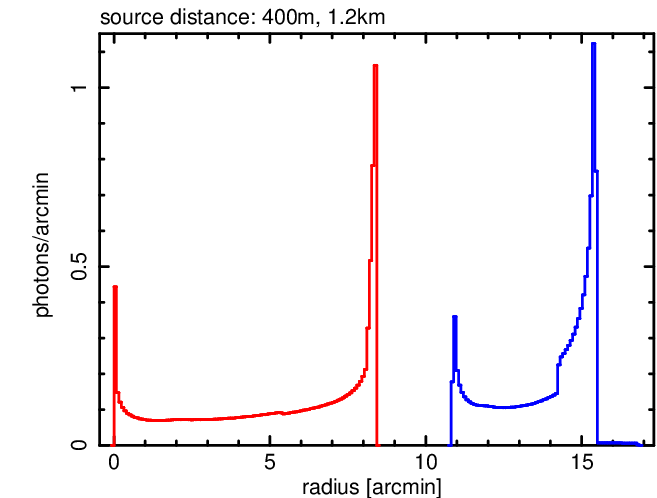 source distance: 400m, 1.2km
1
0.5
0
photons/arcmin
0 5 10 15
radius [arcmin]